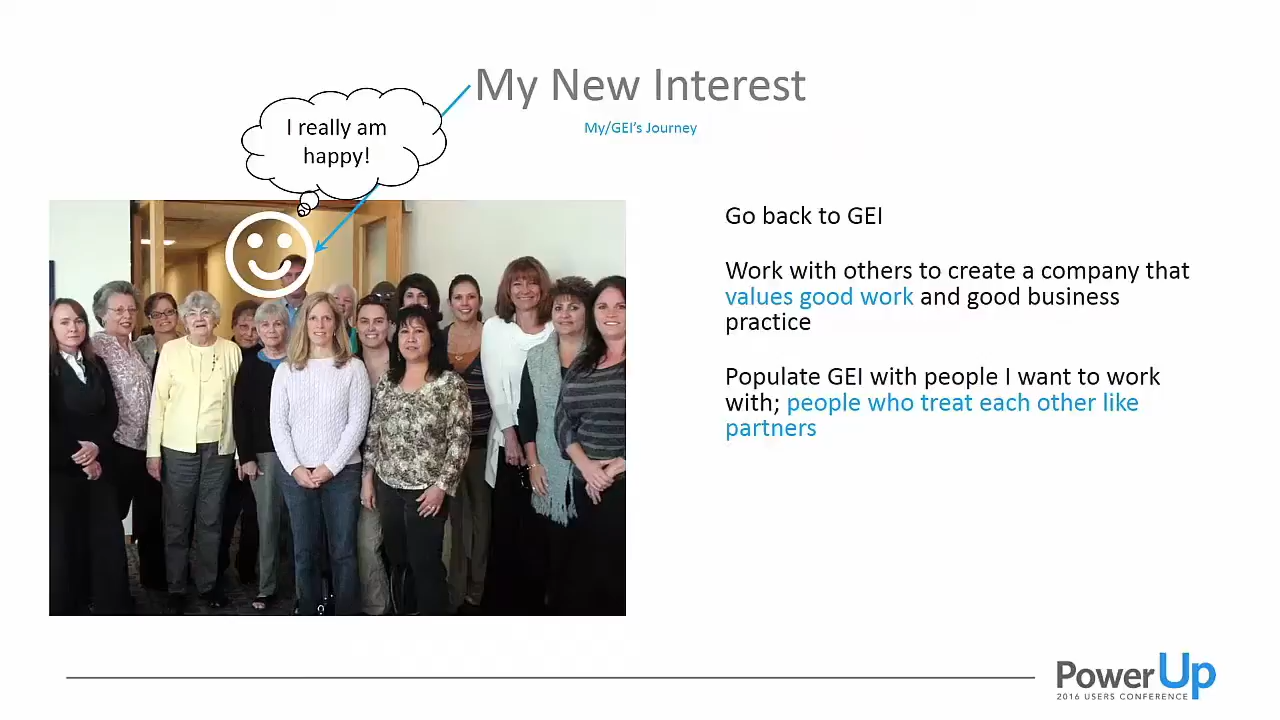 My New Interest
My/GEI's Journey
I really am
happy!
Go back to GEI
Work with others to create a company that
values good work and good business
practice
Populate GEI with people I want to work
with; people who treat each other like
partners
PowerUp
2016 USERS CONFERENCE